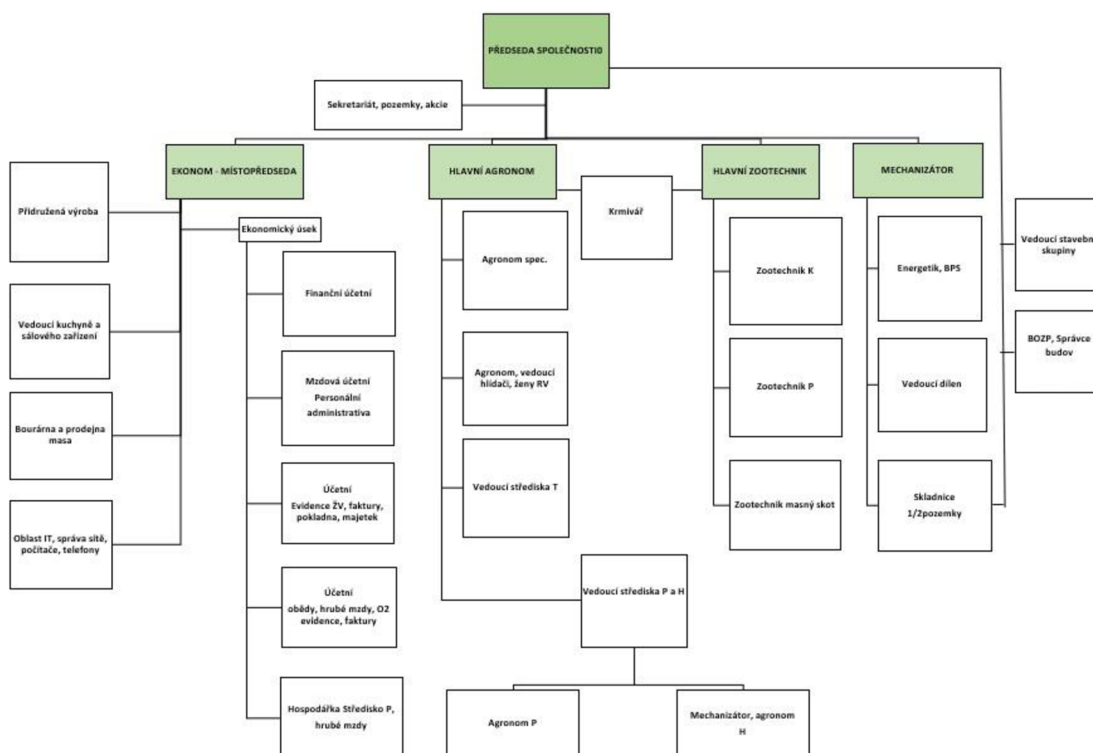 PŘEDSEDA SPOLEČNOSTI0
Sekretariát, pozemky, akcie
EKONOM - MÍSTOPŘEDSEDA
HLAVNÍ AGRONOM
HLAVNÍ ZOOTECHNIK
MECHANIZÁTOR
Přidružená výroba
Ekonomický úsek
Krmivář
Vedoucí stavební
skupiny
Agronom spec.
Zootechnik K
Energetik, BPS
Finanční účetní
Vedoucí kuchyně a
sálového zařízení
BOZP, Správce
budov
Mzdová účetní
Personální
administrativa
Agronom, vedoucí
hlídači, ženy RV
Zootechnik P
Vedoucí dílen
Bourárna a prodejna
masa
Účetní
Evidence ŽV, faktury,
pokladna, majetek
Vedoucí střediska T
Zootechnik masný skot
Skladnice
1/2pozemky
Oblast IT, správa sítě,
počítače, telefony
Účetní
obědy, hrubé mzdy, O2
evidence, faktury
Vedoucí střediska P a H
Hospodářka Středisko P,
hrubé mzdy
Agronom P
Mechanizátor, agronom
H